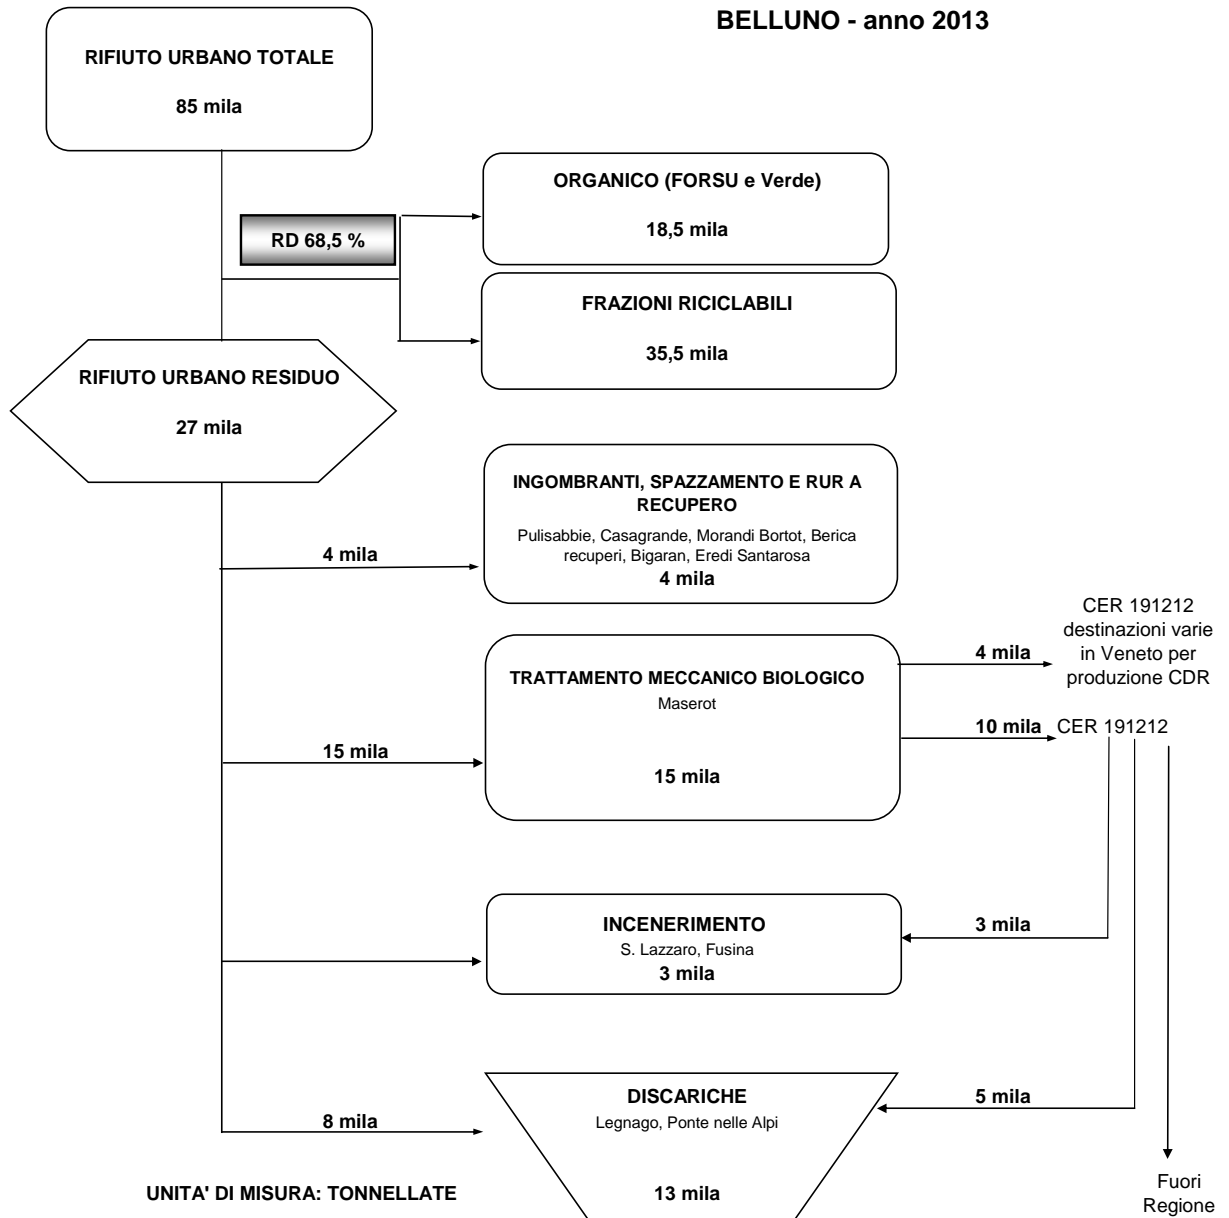 BELLUNO - anno 2013
RIFIUTO URBANO TOTALE
85 mila
ORGANICO (FORSU e Verde)
18,5 mila
RD 68,5 %
FRAZIONI RICICLABILI
35,5 mila
RIFIUTO URBANO RESIDUO
27 mila
INGOMBRANTI, SPAZZAMENTO E RUR A
RECUPERO
Pulisabbie, Casagrande, Morandi Bortot, Berica
recuperi, Bigaran, Eredi Santarosa
4 mila
4 mila
CER 191212
destinazioni varie
in Veneto per
produzione CDR
4 mila
TRATTAMENTO MECCANICO BIOLOGICO
Maserot
15 mila
15 mila
10 mila
CER 191212
INCENERIMENTO
S. Lazzaro, Fusina
3 mila
3 mila
DISCARICHE
Legnago, Ponte nelle Alpi
8 mila
5 mila
13 mila
UNITA' DI MISURA: TONNELLATE
Fuori
Regione